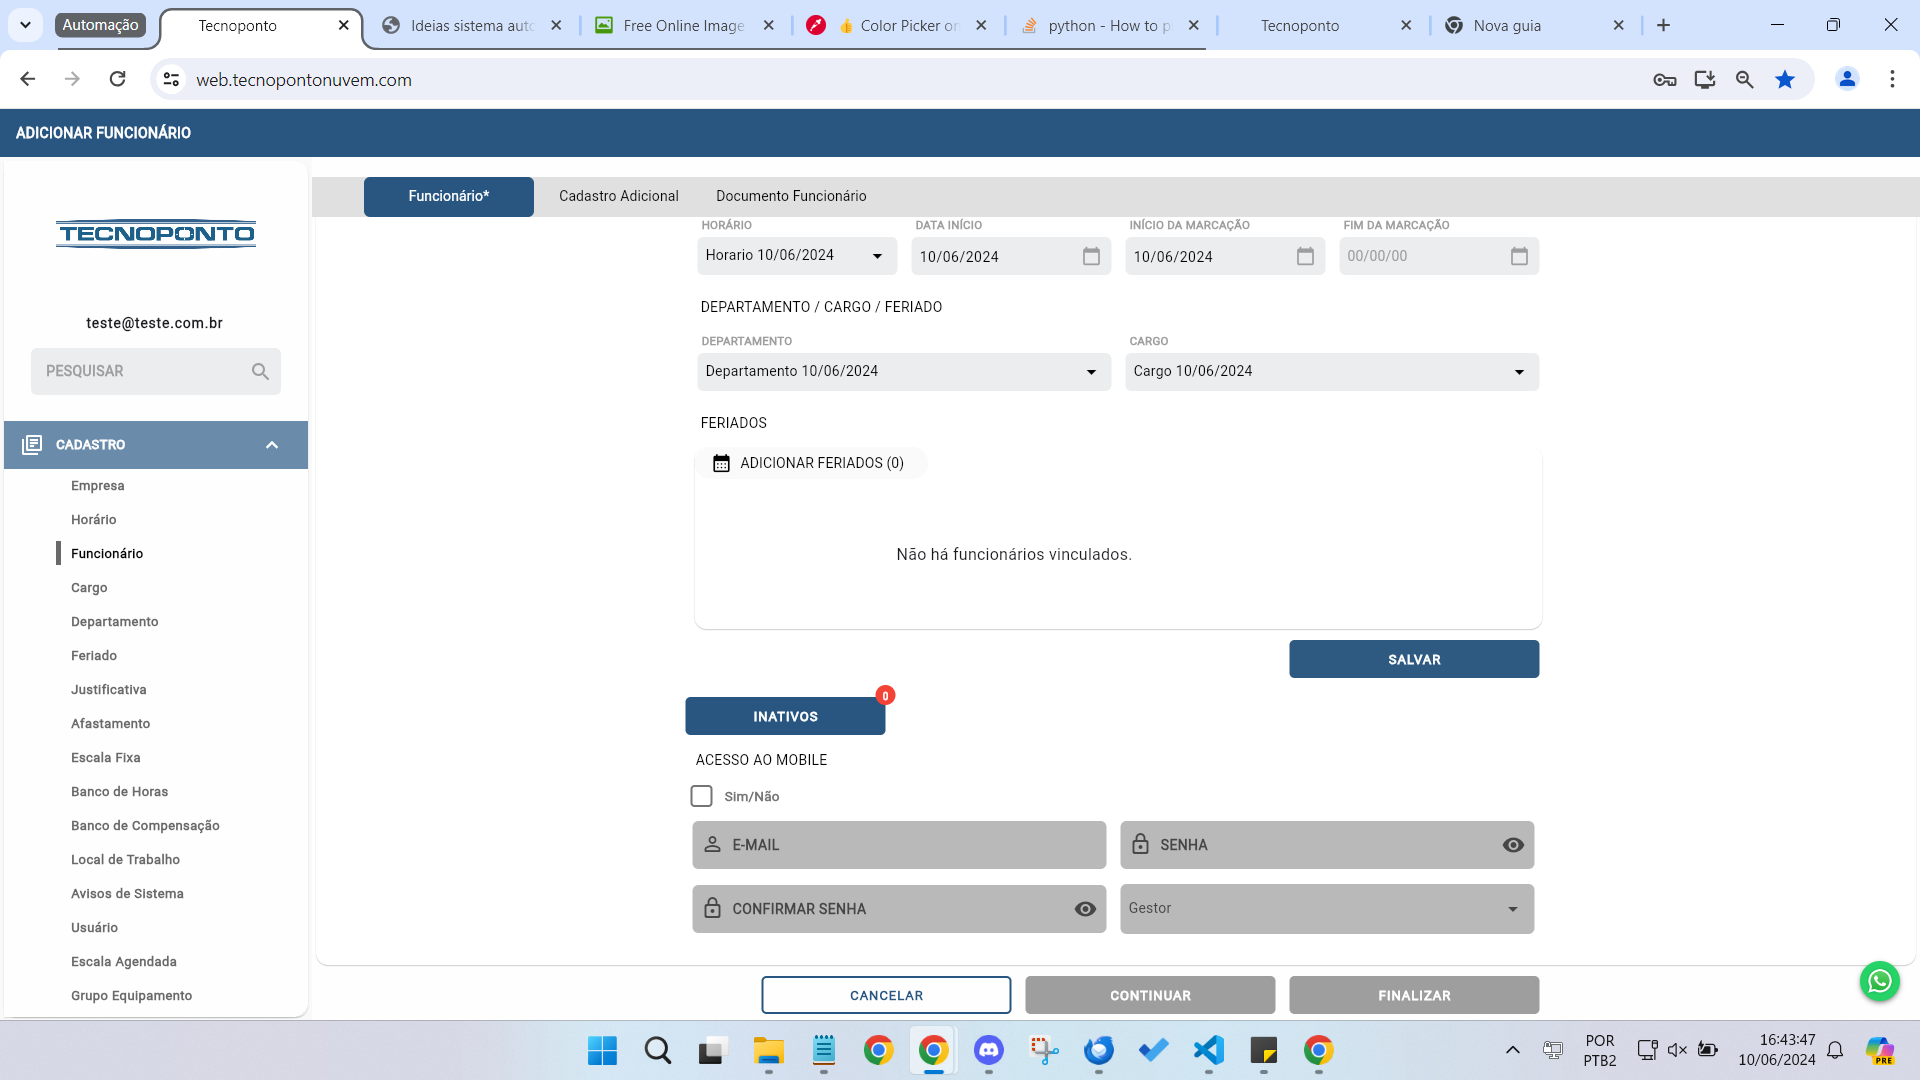 Automação
Tecnoponto
Ideias sistema auto
Free Online Image
👍 Color Picker on
python - How to p
Tecnoponto
Nova guia
web.tecnopontonuvem.com
ADICIONAR FUNCIONÁRIO
TECNOPONTO
teste@teste.com.br
PESQUISAR
CADASTRO
Empresa
Horário
Funcionário
Cargo
Departamento
Feriado
Justificativa
Afastamento
Escala Fixa
Banco de Horas
Banco de Compensação
Local de Trabalho
Avisos de Sistema
Usuário
Escala Agendada
Grupo Equipamento
Funcionário*
Cadastro Adicional
Documento Funcionário
HORÁRIO
DATA INÍCIO
INÍCIO DA MARCAÇÃO
FIM DA MARCAÇÃO
Horario 10/06/2024
10/06/2024
10/06/2024
00/00/00
DEPARTAMENTO / CARGO / FERIADO
DEPARTAMENTO
CARGO
Departamento 10/06/2024
Cargo 10/06/2024
FERIADOS
ADICIONAR FERIADOS (0)
Não há funcionários vinculados.
SALVAR
INATIVOS
0
ACESSO AO MOBILE
Sim/Não
E-MAIL
SENHA
CONFIRMAR SENHA
Gestor
CANCELAR
CONTINUAR
FINALIZAR
POR
PTB2
16:43:47
10/06/2024
PRE